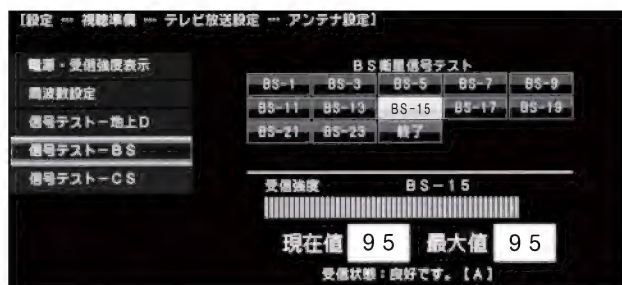 [設定 … 視聴準備 … テレビ放送設定 … アンテナ設定]
電源・受信強度表示
周波数設定
信号テストー地上D
信号テストーBS
信号テストーCS
BS衛星信号テスト
BS-1 BS-3 BS-5 BS-7 BS-9
BS-11 BS-13 BS-15 BS-17 BS-19
BS-21 BS-23 終了
受信強度 BS-15
現在値 95 最大値 95
受信状態：良好です。[A]